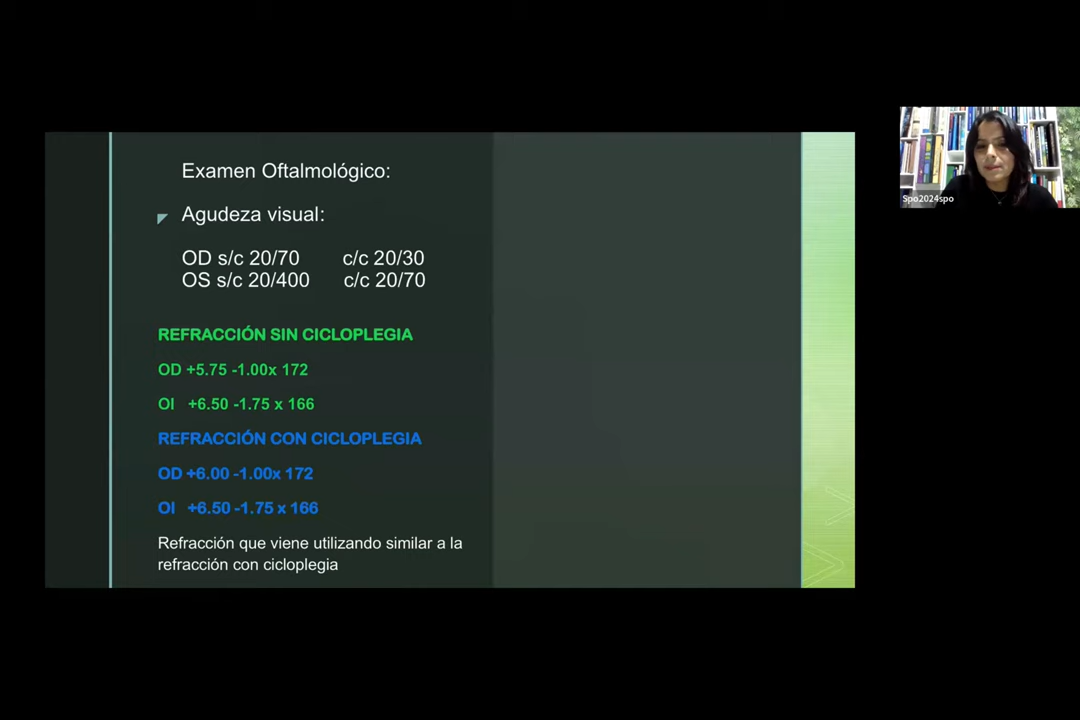 Examen Oftalmológico:
Agudeza visual:
OD s/c 20/70 c/c 20/30
OS s/c 20/400 c/c 20/70
REFRACCIÓN SIN CICLOPLEGIA
OD +5.75 -1.00x 172
OI +6.50 -1.75 x 166
REFRACCIÓN CON CICLOPLEGIA
OD +6.00 -1.00x 172
OI +6.50 -1.75 x 166
Refracción que viene utilizando similar a la
refracción con cicloplegia
Spo2024spo